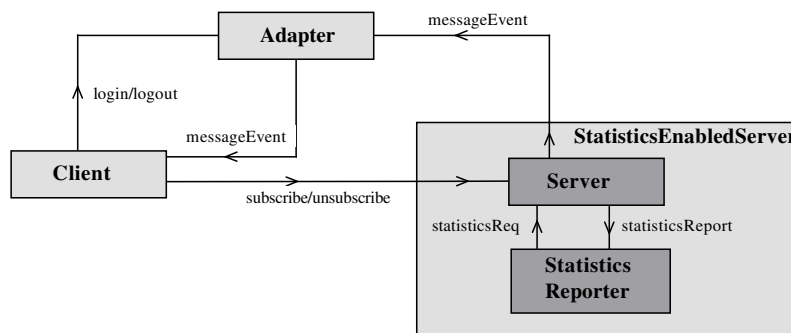 messageEvent
Adapter
login/logout
messageEvent
StatisticsEnabledServer
Client
Server
subscribe/unsubscribe
statisticsReq
statisticsReport
Statistics
Reporter